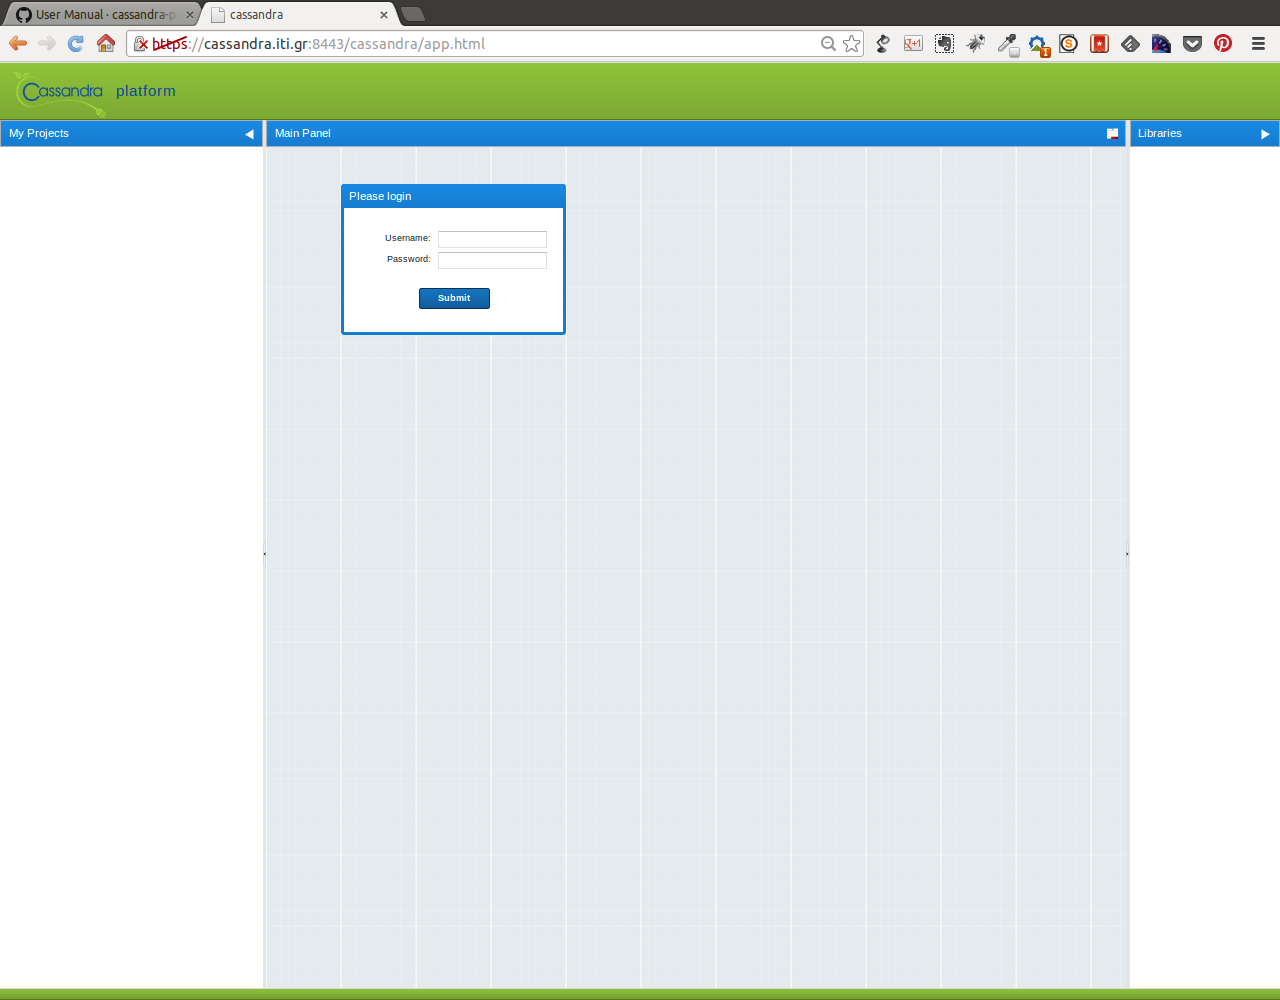 User Manual · cassandra-p
cassandra
https://cassandra.iti.gr:8443/cassandra/app.html
Cassandra platform
My Projects
Main Panel
Libraries
Please login
Username:
Password:
Submit